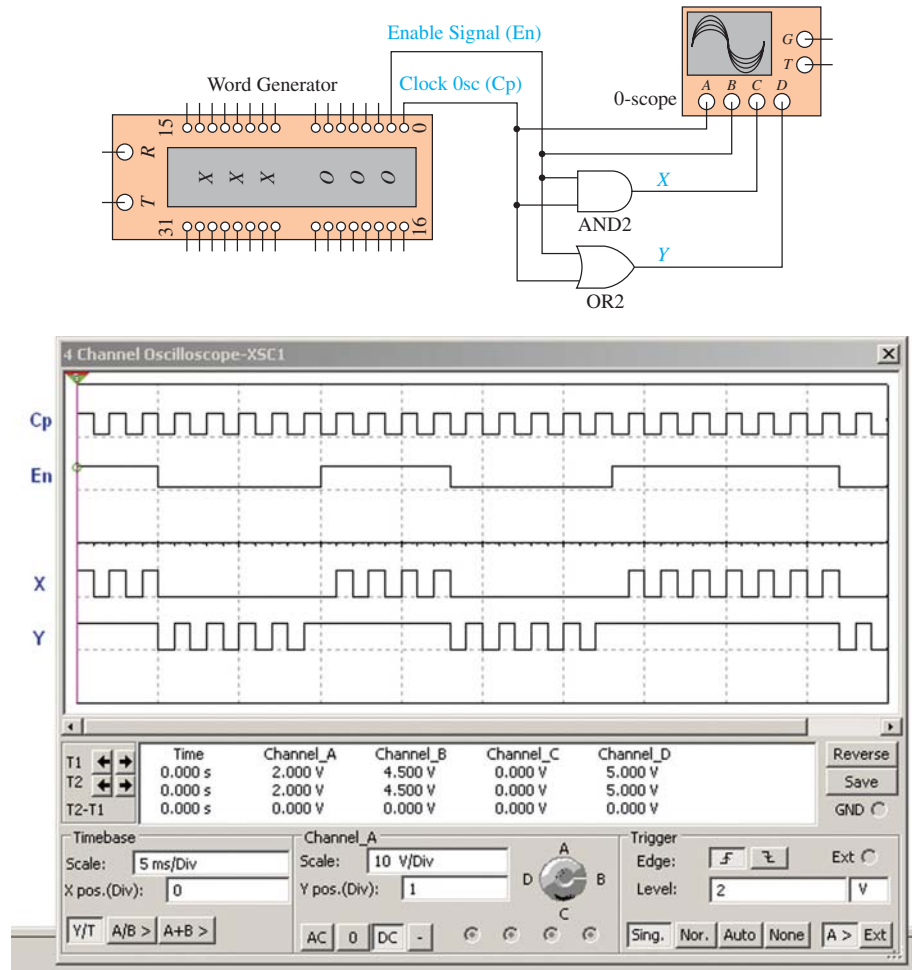 Enable Signal (En)
Word Generator
Clock 0sc (Cp)
0-scope
G
T
A B C D
15
0
R
T
X X X O O O
31
16
X
AND2
Y
OR2
4 Channel Oscilloscope-XSC1
Cp
En
X
Y
T1
T2
T2-T1
Time Channel_A Channel_B Channel_C Channel_D
0.000 s 2.000 V 4.500 V 0.000 V 5.000 V
0.000 s 2.000 V 4.500 V 0.000 V 5.000 V
0.000 s 0.000 V 0.000 V 0.000 V 0.000 V
Reverse
Save
GND
Timebase
Scale: 5 ms/Div
X pos.(Div): 0
Y/T A/B > A+B >
Channel_A
Scale: 10 V/Div
Y pos.(Div): 1
AC 0 DC -
A
D B
C
Trigger
Edge: Ext
Level: 2 V
Sing. Nor. Auto None A > Ext